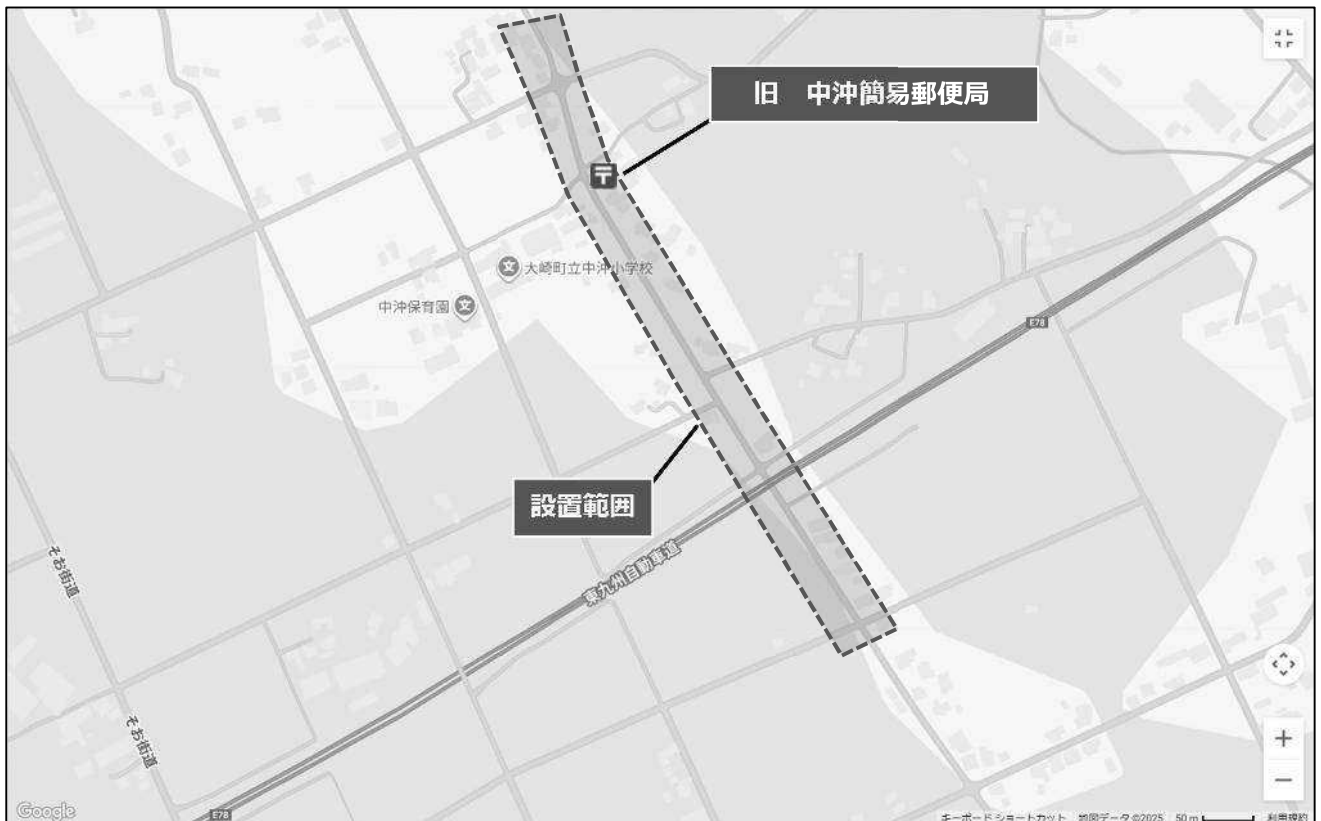 旧　中沖簡易郵便局
大崎町立中沖小学校
中沖保育園
E78
設置範囲
東九州自動車道
そお街道
そお街道
E78
Google
キーボード ショートカット　地図データ ©2025　50 m　利用規約